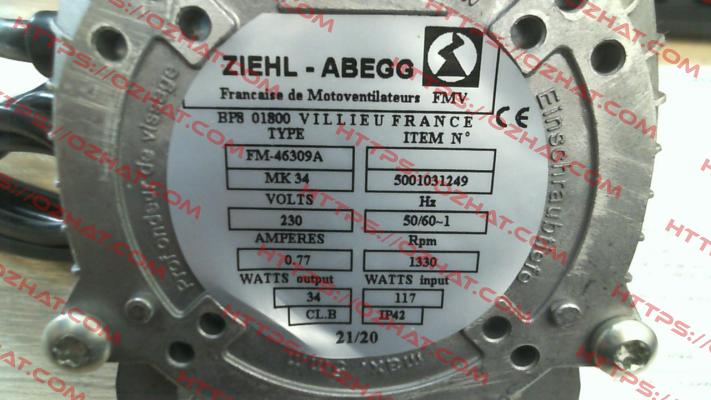 ZIEHL - ABEGG
Francaise de Motoventilateurs FMV
BP8 01800 VILLIEU FRANCE
TYPE ITEM N°
FM-46309A
MK 34 5001031249
VOLTS Hz
230 50/60~1
AMPERES Rpm
0.77 1330
WATTS output WATTS input
34 117
CL.B IP42
21/20
Profondeur de vissage
Einschraubtiefe
max.
HTTPS://OZHAT.COM